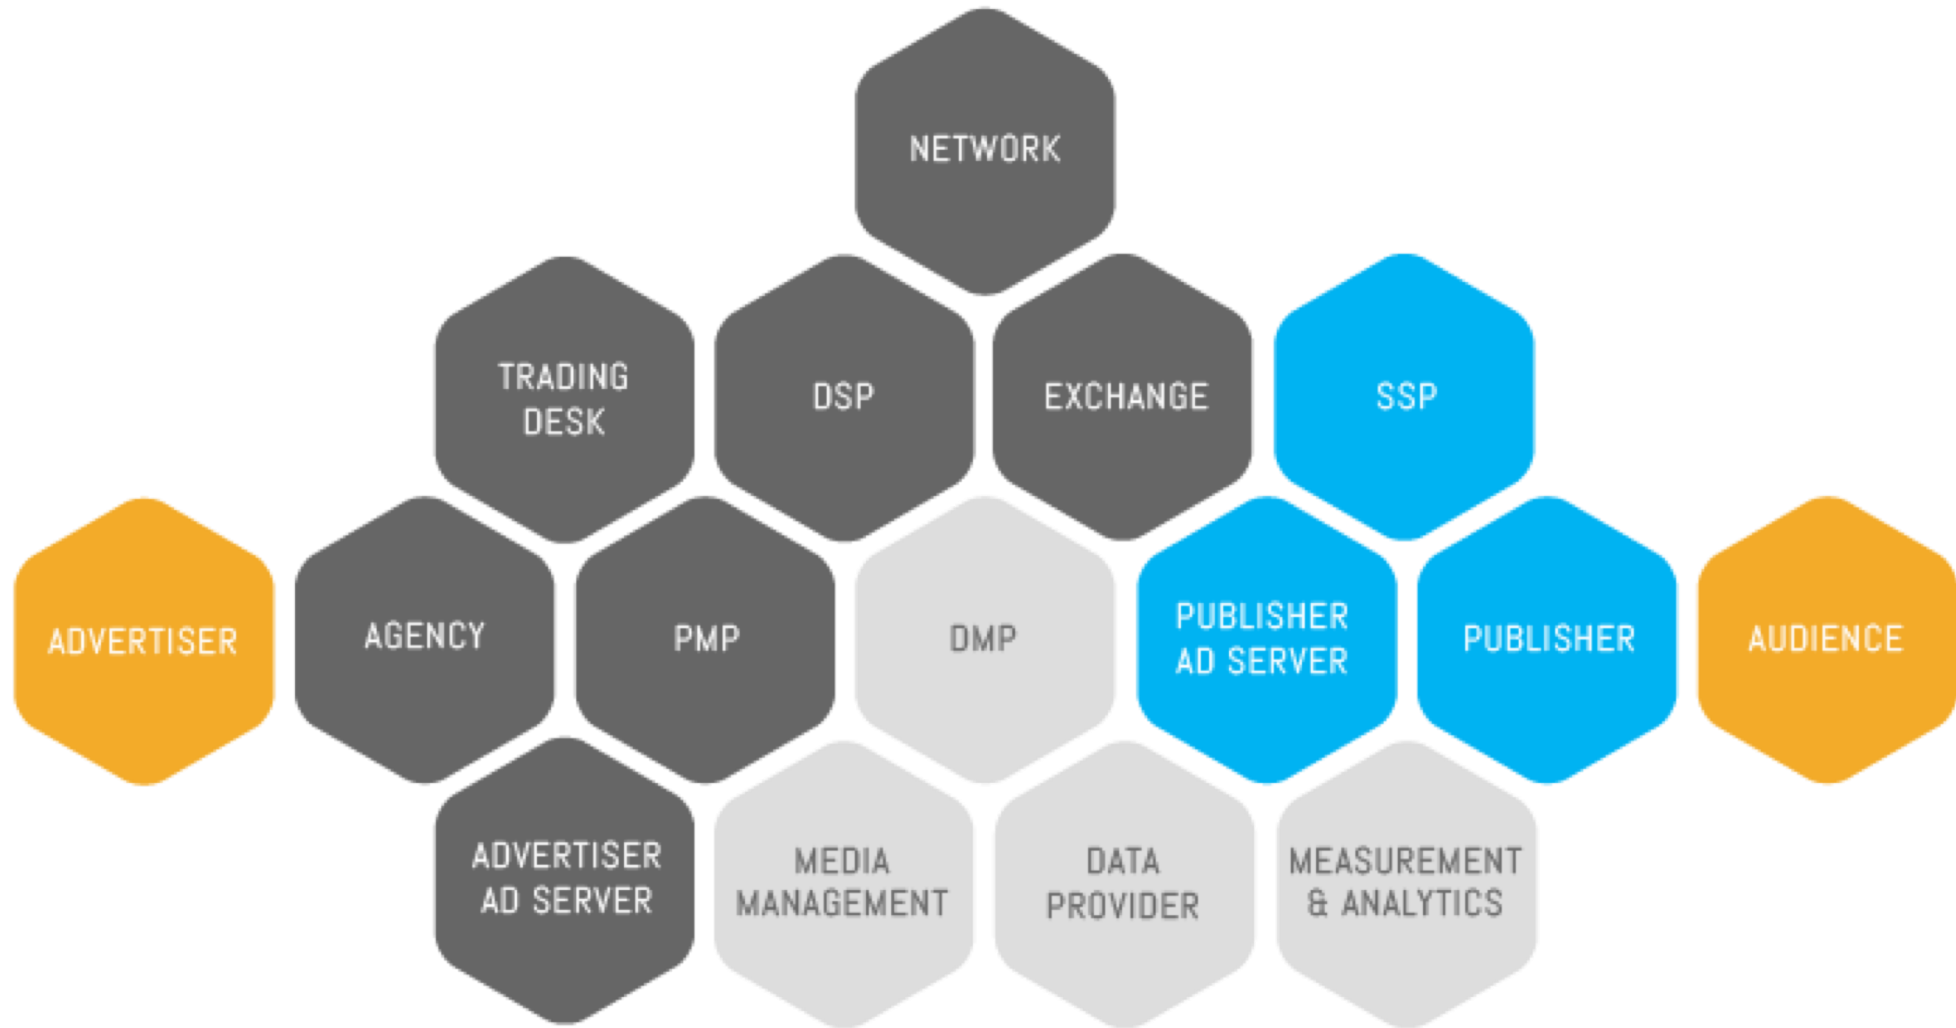 NETWORK
TRADING
DESK
DSP
EXCHANGE
SSP
ADVERTISER
AGENCY
PMP
DMP
PUBLISHER
AD SERVER
PUBLISHER
AUDIENCE
ADVERTISER
AD SERVER
MEDIA
MANAGEMENT
DATA
PROVIDER
MEASUREMENT
& ANALYTICS